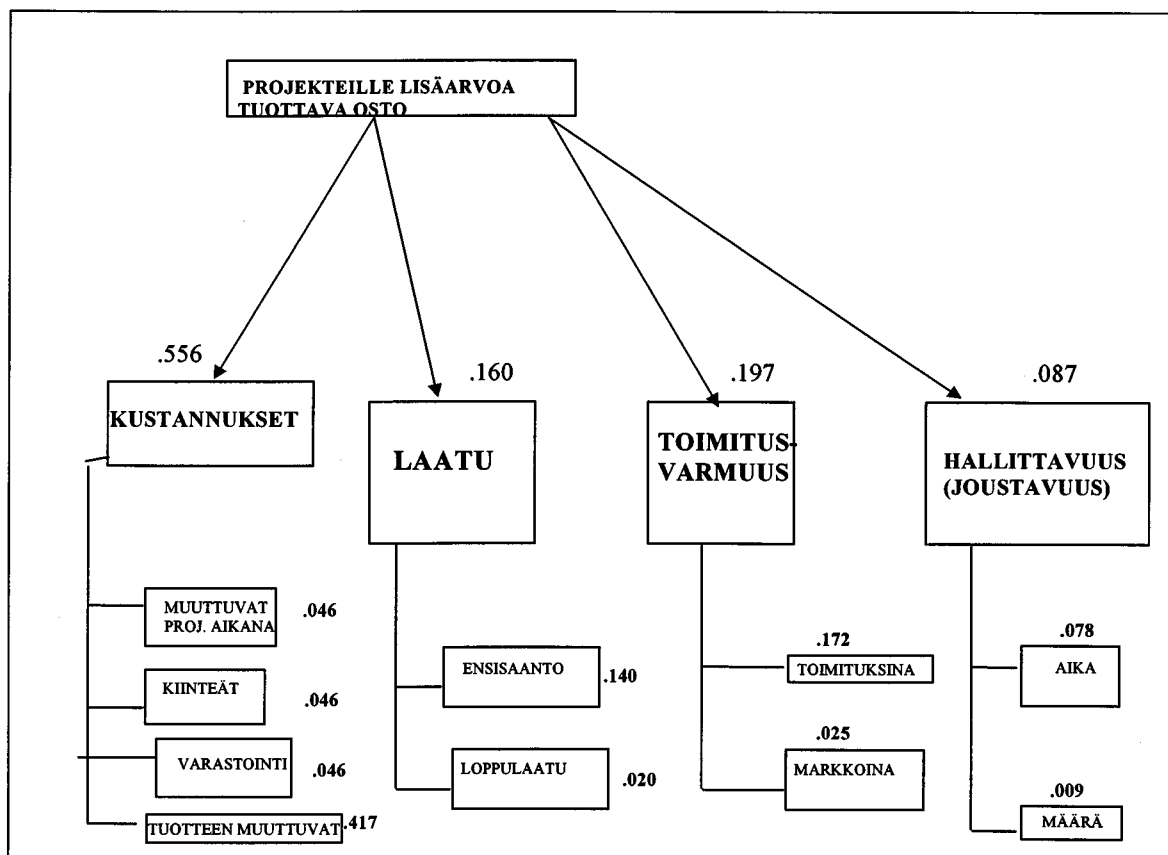 PROJEKTEILLE LISÄARVOA
TUOTTAVA OSTO
.556
.160
.197
.087
KUSTANNUKSET
LAATU
TOIMITUS-
VARMUUS
HALLITTAVUUS
(JOUSTAVUUS)
MUUTTUVAT
PROJ. AIKANA
.046
KIINTEÄT
.046
VARASTOINTI
.046
TUOTTEEN MUUTTUVAT
.417
ENSISAANTO
.140
LOPPULAATU
.020
.172
TOIMITUKSINA
.025
MARKKOINA
.078
AIKA
.009
MÄÄRÄ